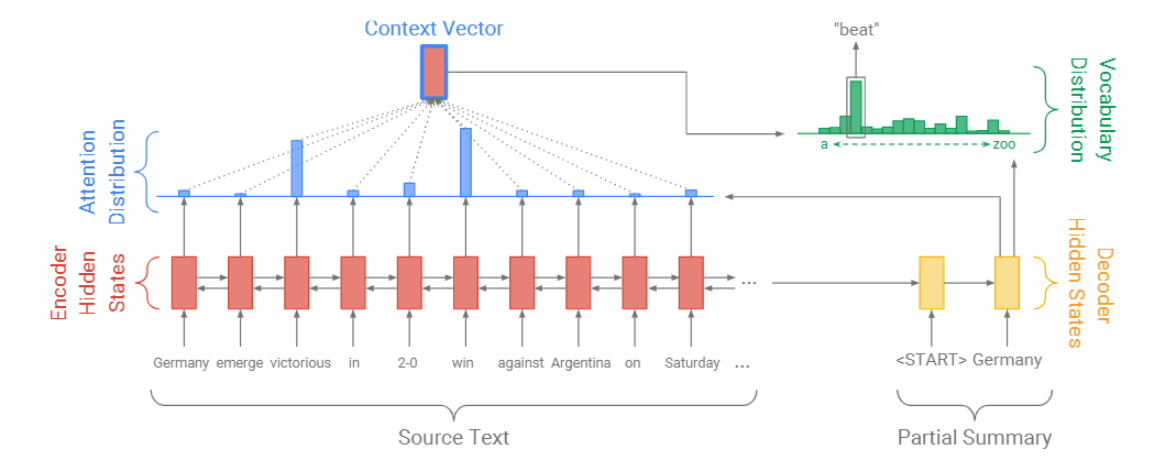 Context Vector
"beat"
Vocabulary
Distribution
a
zoo
Attention
Distribution
Encoder
Hidden
States
...
Decoder
Hidden States
Germany emerge victorious in 2-0 win against Argentina on Saturday ...
<START> Germany
Source Text
Partial Summary